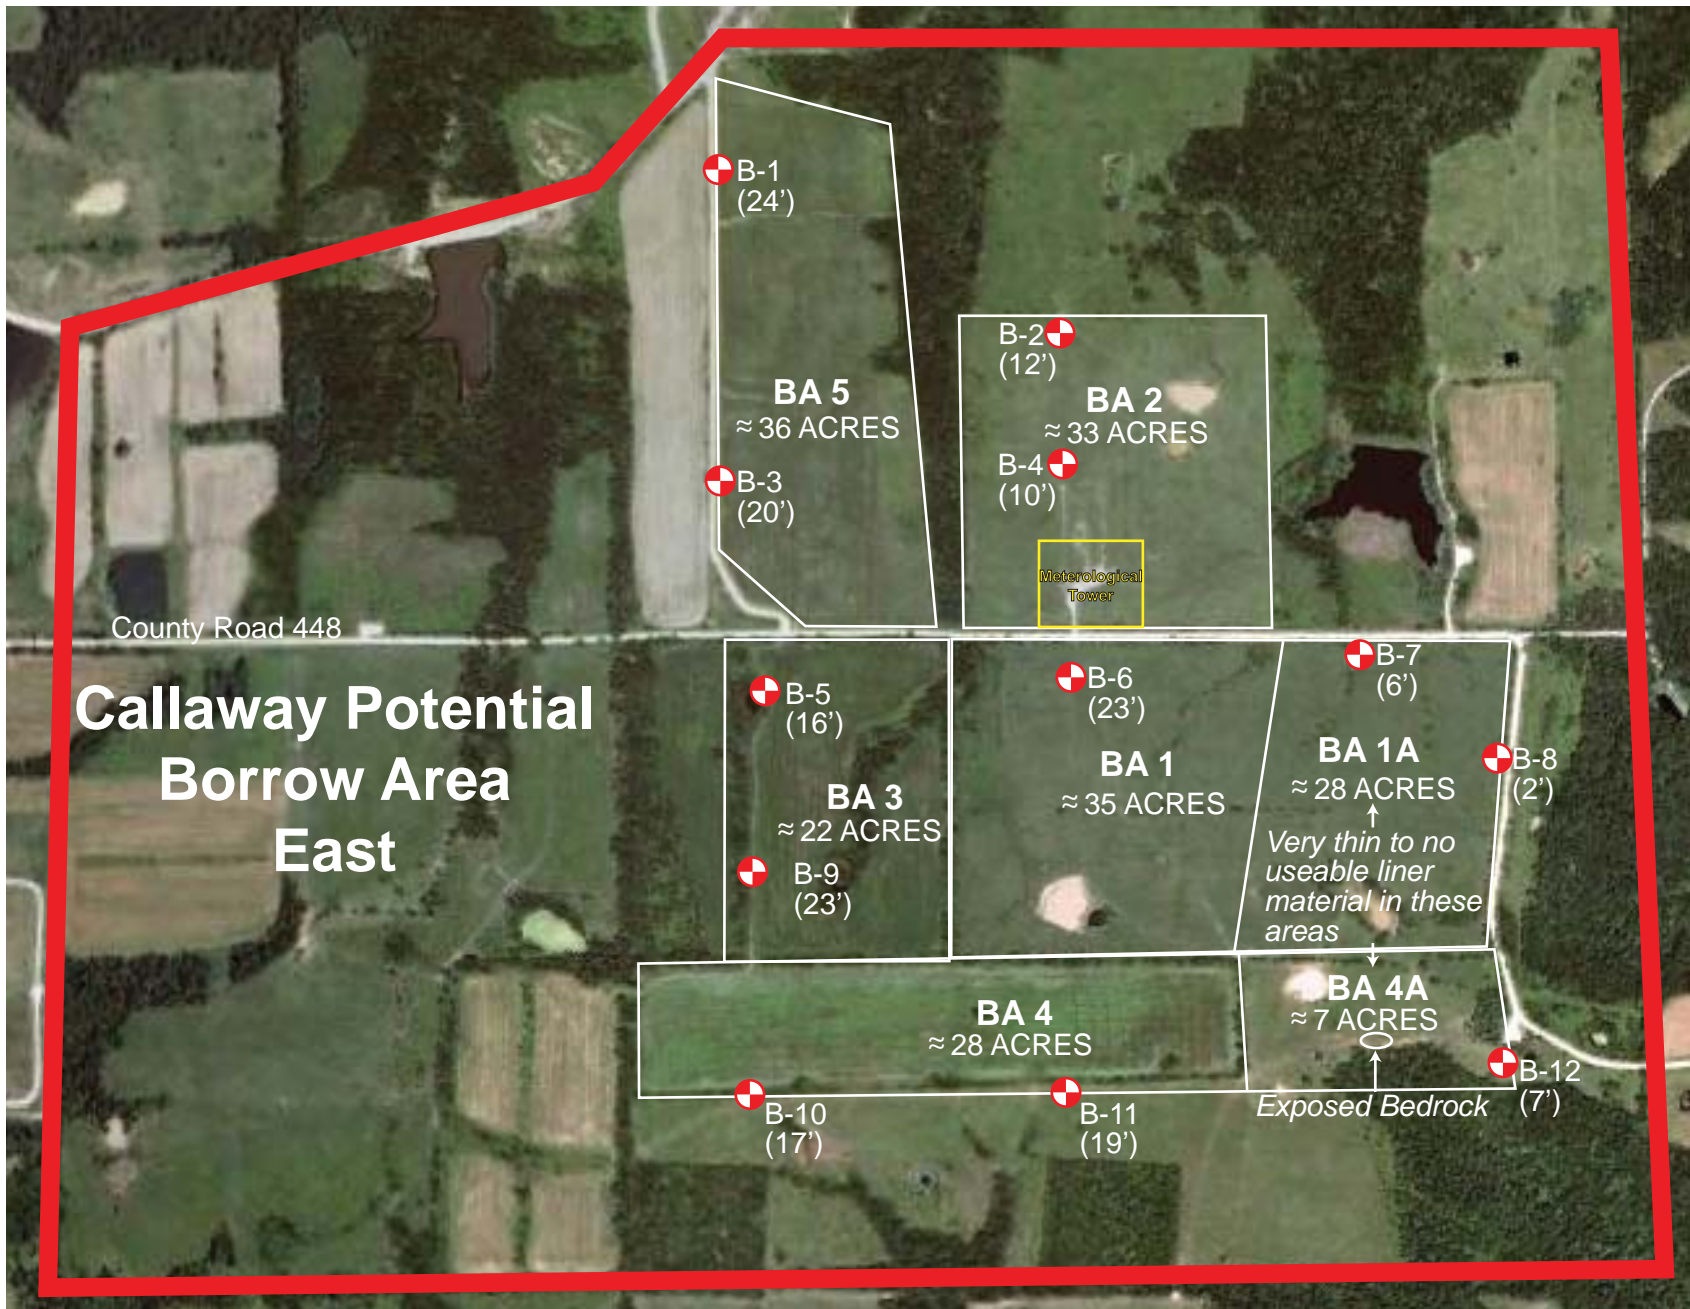 B-1
(24’)
B-2
(12’)
BA 5
≈ 36 ACRES
BA 2
≈ 33 ACRES
B-4
(10’)
B-3
(20’)
Meterological
Tower
County Road 448
Callaway Potential
Borrow Area
East
B-5
(16’)
B-6
(23’)
B-7
(6’)
BA 3
≈ 22 ACRES
BA 1
≈ 35 ACRES
BA 1A
≈ 28 ACRES
B-8
(2’)
Very thin to no
useable liner
material in these
areas
B-9
(23’)
BA 4
≈ 28 ACRES
BA 4A
≈ 7 ACRES
B-10
(17’)
B-11
(19’)
Exposed Bedrock
B-12
(7’)